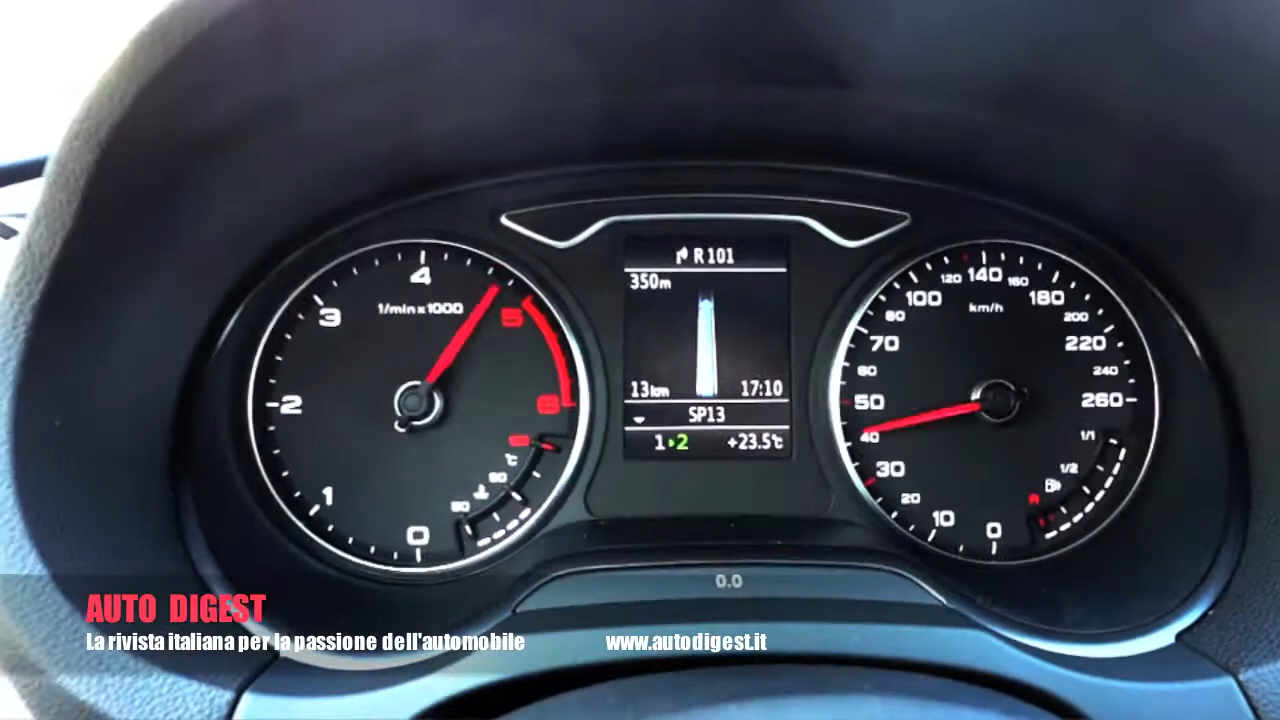 R 101
350m
13km 17:10
SP13
1▸2 +23.5°C
4
1/min x 1000
3
5
2
6
1
0
°C
90
50
120 140 160
100 180
km/h
80 200
70 220
60 240
50 260
40
1/1
30
1/2
20
10
0
0.0
AUTO DIGEST
La rivista italiana per la passione dell'automobile www.autodigest.it